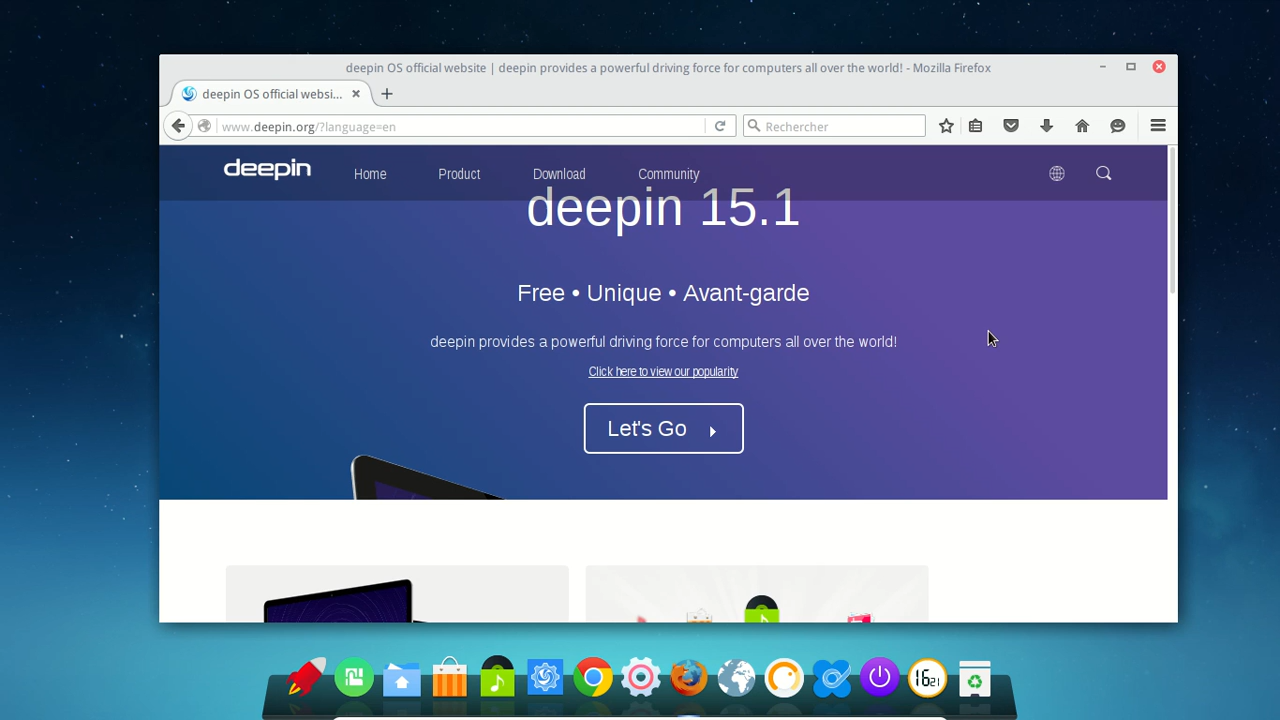 deepin OS official website | deepin provides a powerful driving force for computers all over the world! - Mozilla Firefox
deepin OS official websi...
www.deepin.org/?language=en
Rechercher
deepin Home Product Download Community
deepin 15.1
Free • Unique • Avant-garde
deepin provides a powerful driving force for computers all over the world!
Click here to view our popularity
Let's Go
16 21